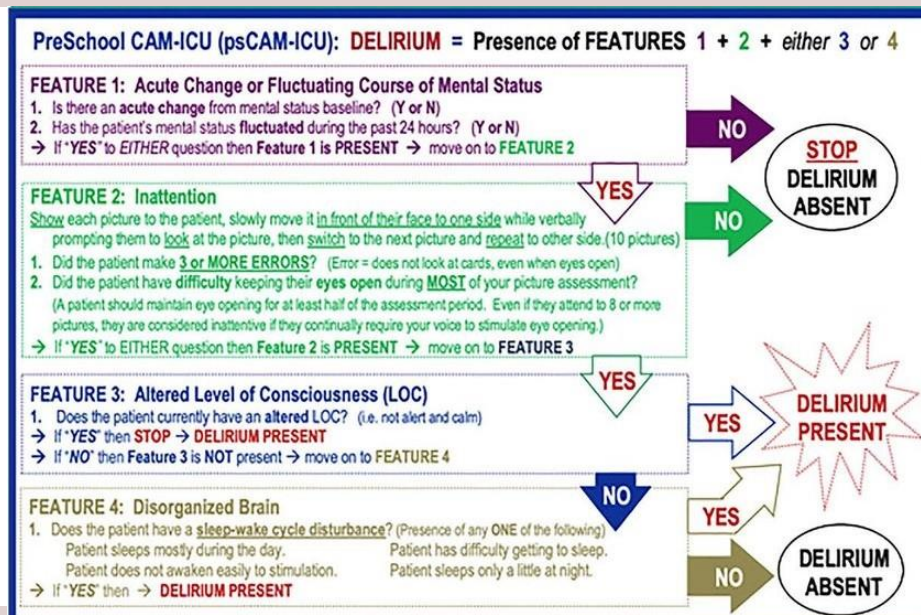 PreSchool CAM-ICU (psCAM-ICU): DELIRIUM = Presence of FEATURES 1 + 2 + either 3 or 4
FEATURE 1: Acute Change or Fluctuating Course of Mental Status
1. Is there an acute change from mental status baseline? (Y or N)
2. Has the patient's mental status fluctuated during the past 24 hours? (Y or N)
→ If "YES" to EITHER question then Feature 1 is PRESENT → move on to FEATURE 2
NO
STOP
DELIRIUM
ABSENT
YES
FEATURE 2: Inattention
Show each picture to the patient, slowly move it in front of their face to one side while verbally
prompting them to look at the picture, then switch to the next picture and repeat to other side.(10 pictures)
1. Did the patient make 3 or MORE ERRORS? (Error = does not look at cards, even when eyes open)
2. Did the patient have difficulty keeping their eyes open during MOST of your picture assessment?
(A patient should maintain eye opening for at least half of the assessment period. Even if they attend to 8 or more
pictures, they are considered inattentive if they continually require your voice to stimulate eye opening.)
→ If "YES" to EITHER question then Feature 2 is PRESENT → move on to FEATURE 3
NO
YES
FEATURE 3: Altered Level of Consciousness (LOC)
1. Does the patient currently have an altered LOC? (i.e. not alert and calm)
→ If "YES" then STOP → DELIRIUM PRESENT
→ If "NO" then Feature 3 is NOT present → move on to FEATURE 4
YES
DELIRIUM
PRESENT
NO
FEATURE 4: Disorganized Brain
1. Does the patient have a sleep-wake cycle disturbance? (Presence of any ONE of the following)
Patient sleeps mostly during the day. Patient has difficulty getting to sleep.
Patient does not awaken easily to stimulation. Patient sleeps only a little at night.
→ If "YES" then → DELIRIUM PRESENT
YES
NO
DELIRIUM
ABSENT